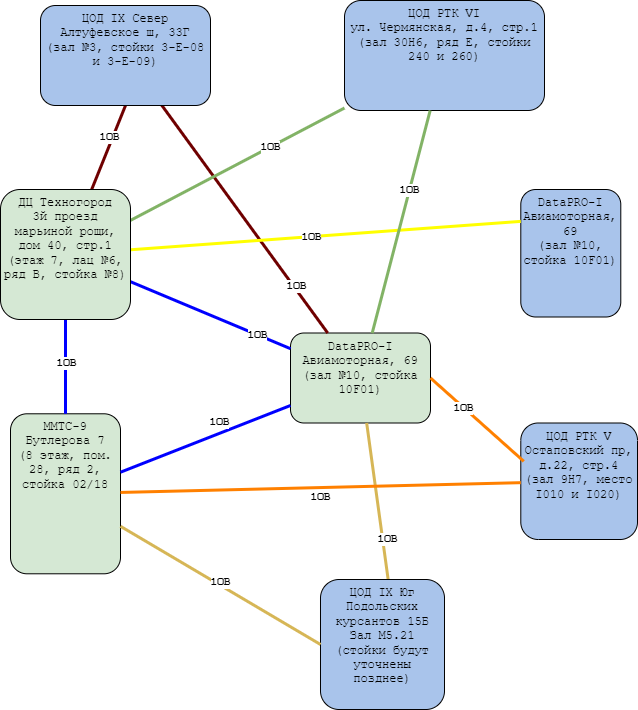 ЦОД IX Север
Алтуфевское ш, 33Г
(зал №3, стойки 3-Е-08
и 3-Е-09)
ЦОД РТК VI
ул. Чермянская, д.4, стр.1
(зал 30Н6, ряд Е, стойки
240 и 260)
1ОВ
1ОВ
1ОВ
ДЦ Техногород
3й проезд
марьиной рощи,
дом 40, стр.1
(этаж 7, лац №6,
ряд В, стойка №8)
DataPRO-I
Авиамоторная,
69
(зал №10,
стойка 10F01)
1ОВ
1ОВ
1ОВ
1ОВ
DataPRO-I
Авиамоторная, 69
(зал №10, стойка
10F01)
1ОВ
1ОВ
ММТС-9
Бутлерова 7
(8 этаж, пом.
28, ряд 2,
стойка 02/18
ЦОД РТК V
Остаповский пр,
д.22, стр.4
(зал 9Н7, место
I010 и I020)
1ОВ
1ОВ
1ОВ
ЦОД IX Юг
Подольских
курсантов 15Б
Зал М5.21
(стойки будут
уточнены
позднее)